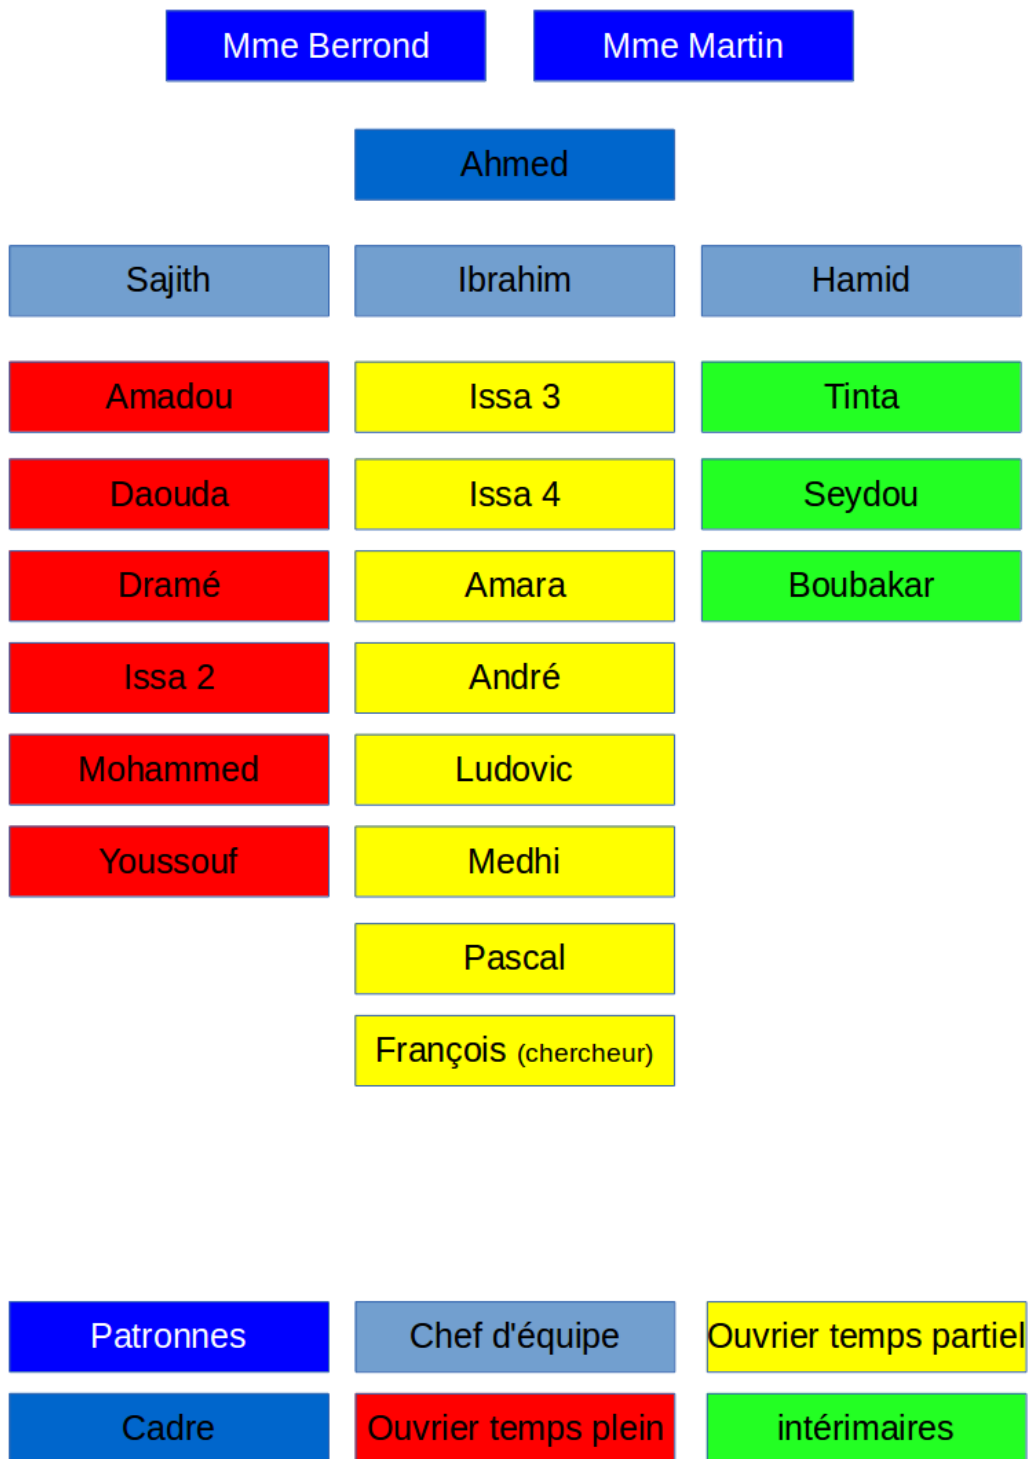 Mme Berrond Mme Martin
Ahmed
Sajith Ibrahim Hamid
Amadou Issa 3 Tinta
Daouda Issa 4 Seydou
Dramé Amara Boubakar
Issa 2 André
Mohammed Ludovic
Youssouf Medhi
Pascal
François (chercheur)
Patronnes Chef d'équipe Ouvrier temps partiel
Cadre Ouvrier temps plein intérimaires